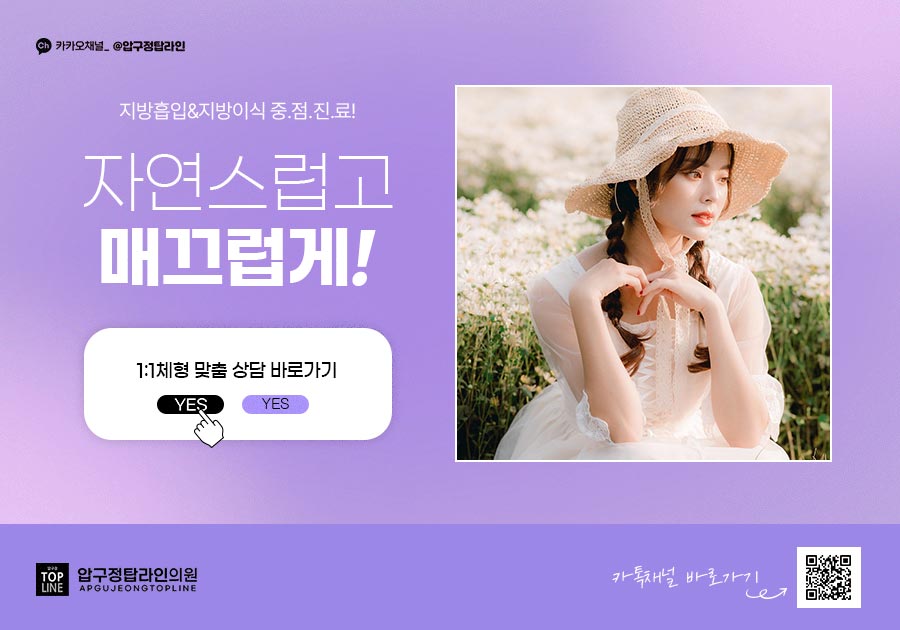 Ch 카카오채널_ @압구정탑라인
지방흡입&지방이식 중.점.진.료!
자연스럽고
매끄럽게!
1:1체형 맞춤 상담 바로가기
YES YES
압구정
TOP
LINE
압구정탑라인의원
APGUJEONGTOPLINE
카톡채널 바로가기